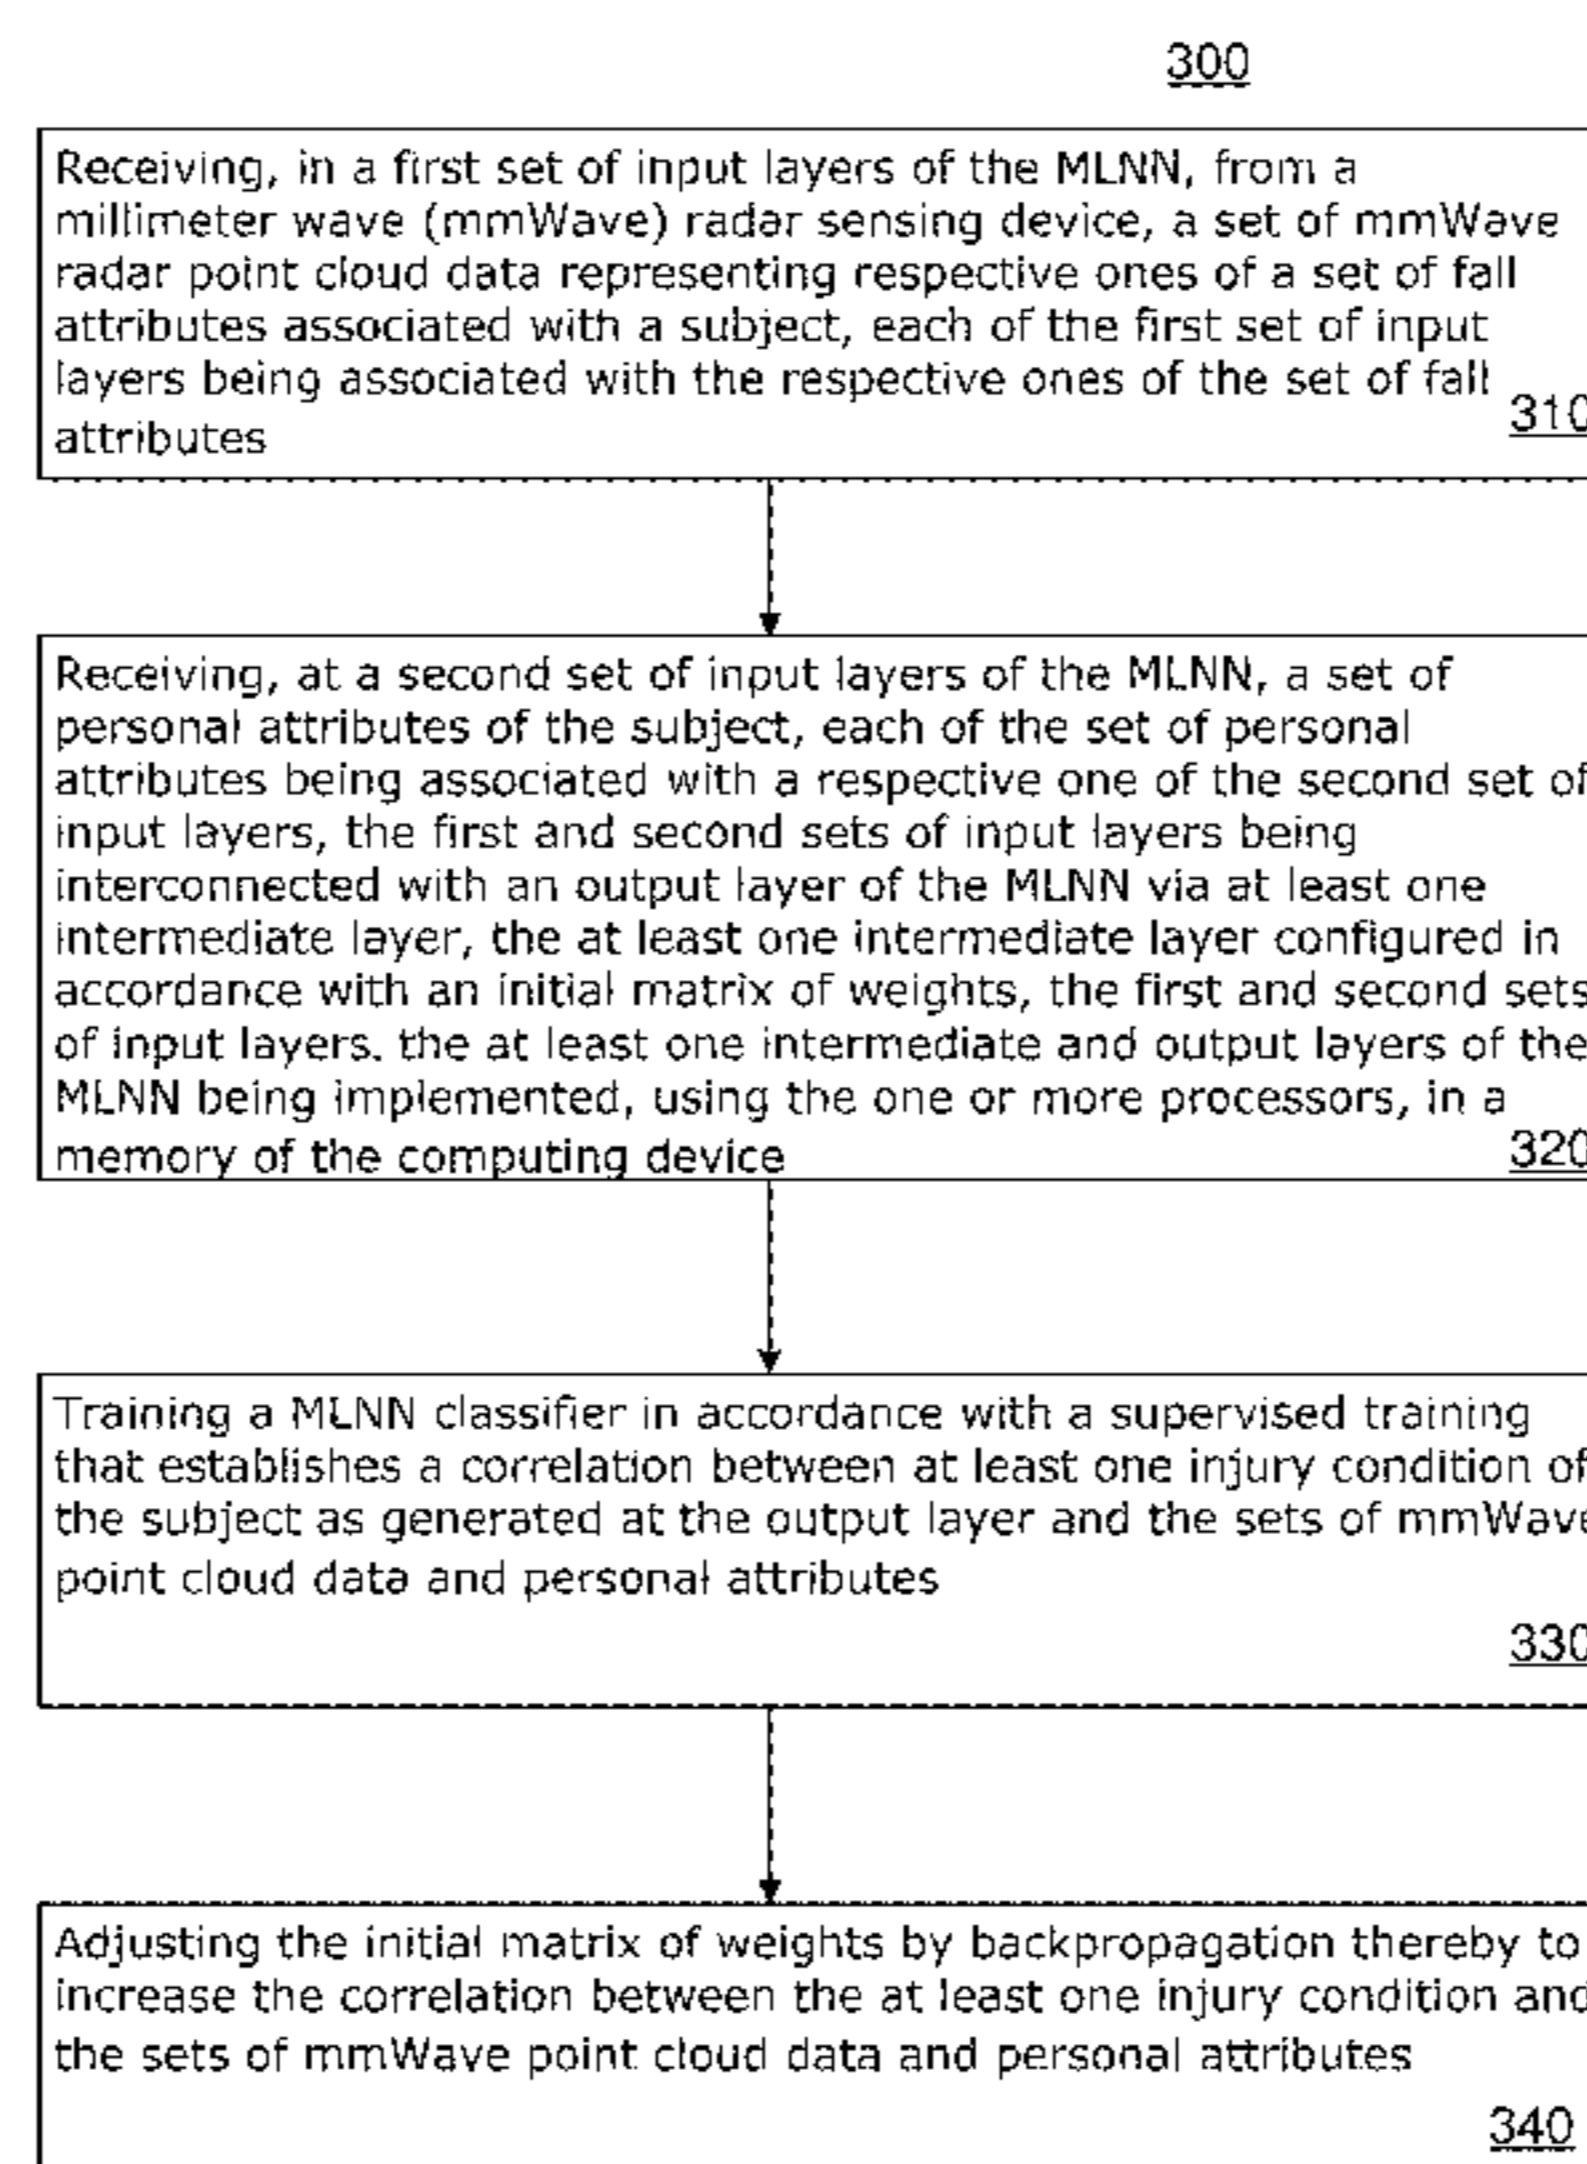 300
Receiving, in a first set of input layers of the MLNN, from a
millimeter wave (mmWave) radar sensing device, a set of mmWave
radar point cloud data representing respective ones of a set of fall
attributes associated with a subject, each of the first set of input
layers being associated with the respective ones of the set of fall
attributes
310
Receiving, at a second set of input layers of the MLNN, a set of
personal attributes of the subject, each of the set of personal
attributes being associated with a respective one of the second set of
input layers, the first and second sets of input layers being
interconnected with an output layer of the MLNN via at least one
intermediate layer, the at least one intermediate layer configured in
accordance with an initial matrix of weights, the first and second sets
of input layers. the at least one intermediate and output layers of the
MLNN being implemented, using the one or more processors, in a
memory of the computing device
320
Training a MLNN classifier in accordance with a supervised training
that establishes a correlation between at least one injury condition of
the subject as generated at the output layer and the sets of mmWave
point cloud data and personal attributes
330
Adjusting the initial matrix of weights by backpropagation thereby to
increase the correlation between the at least one injury condition and
the sets of mmWave point cloud data and personal attributes
340